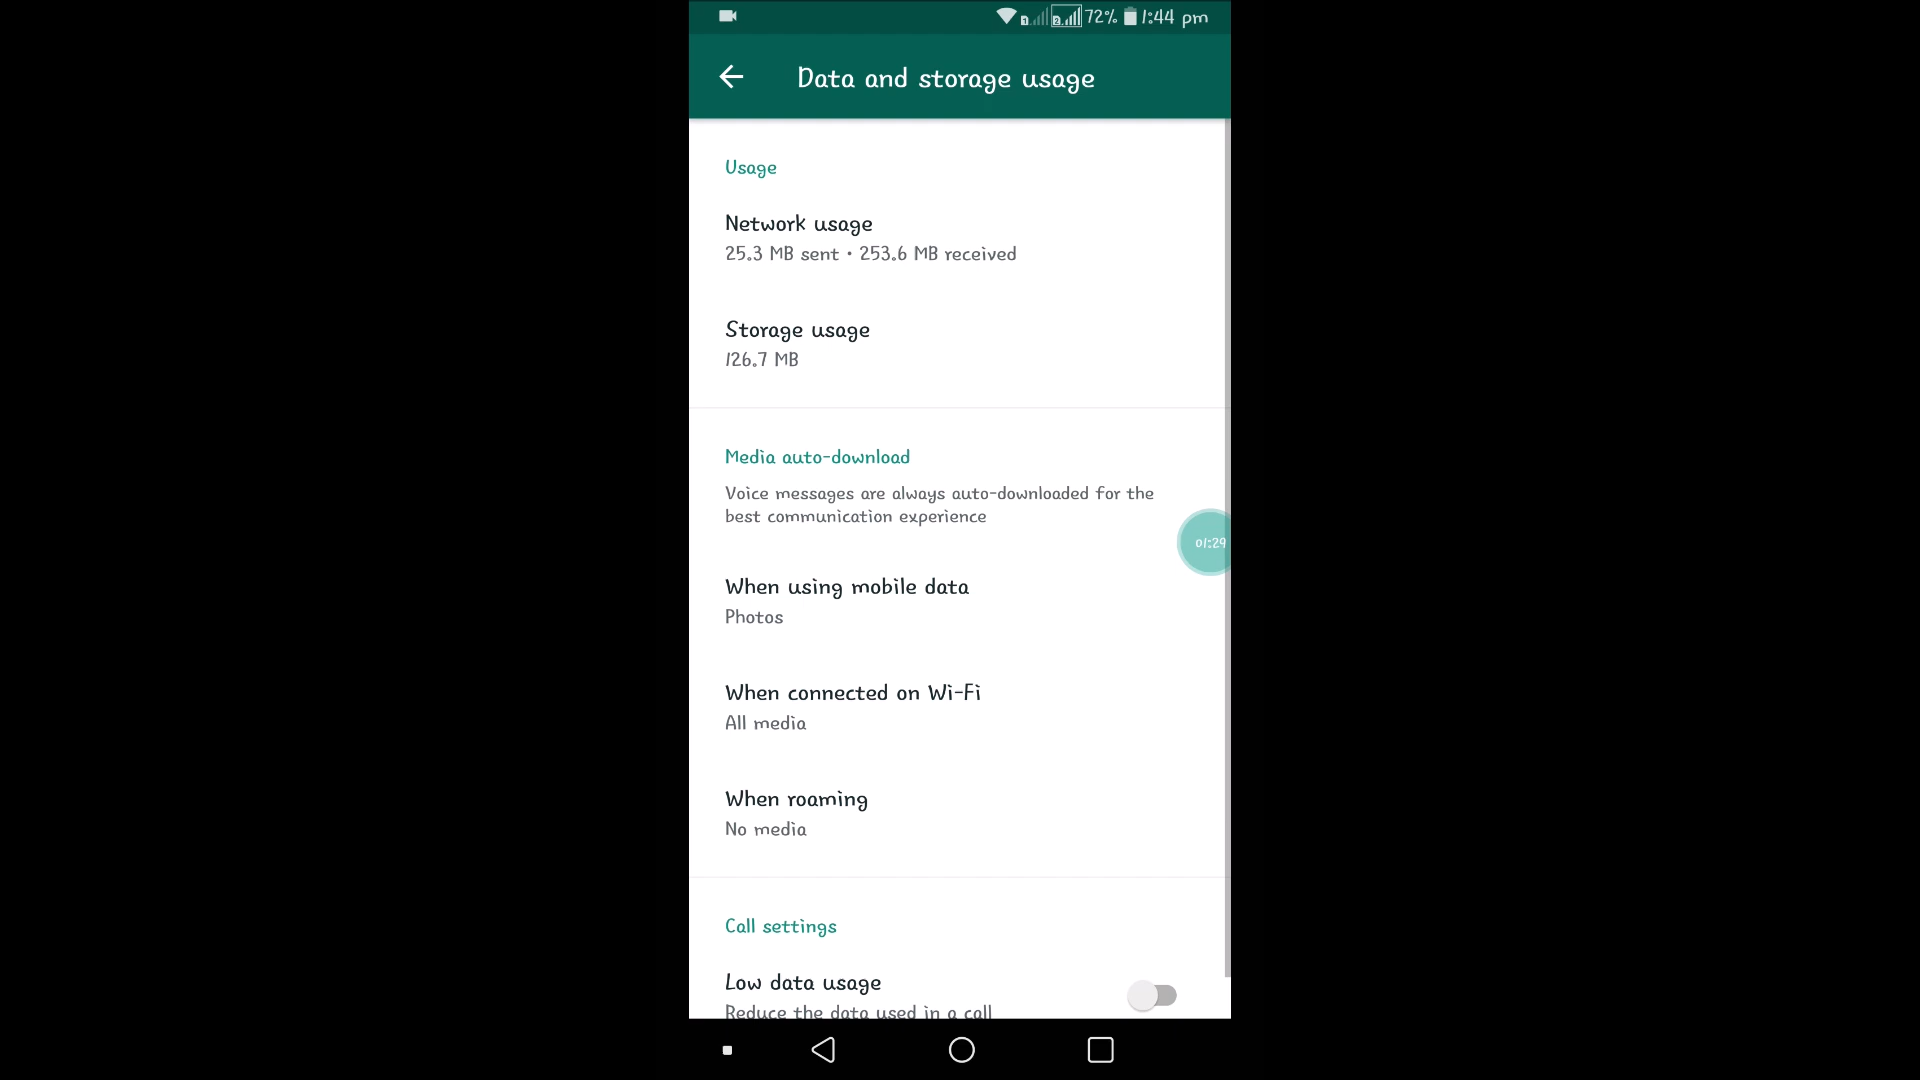 1 2 72% 1:44 pm
Data and storage usage
Usage
Network usage
25.3 MB sent • 253.6 MB received
Storage usage
126.7 MB
Media auto-download
Voice messages are always auto-downloaded for the
best communication experience
01:29
When using mobile data
Photos
When connected on Wi-Fi
All media
When roaming
No media
Call settings
Low data usage
Reduce the data used in a call